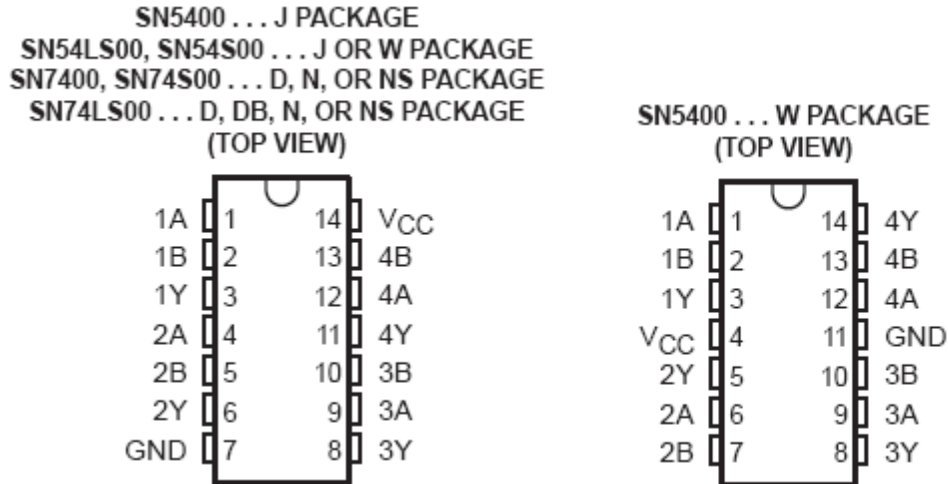 SN5400 . . . J PACKAGE
SN54LS00, SN54S00 . . . J OR W PACKAGE
SN7400, SN74S00 . . . D, N, OR NS PACKAGE
SN74LS00 . . . D, DB, N, OR NS PACKAGE
(TOP VIEW)
1A 1 14 VCC
1B 2 13 4B
1Y 3 12 4A
2A 4 11 4Y
2B 5 10 3B
2Y 6 9 3A
GND 7 8 3Y
SN5400 . . . W PACKAGE
(TOP VIEW)
1A 1 14 4Y
1B 2 13 4B
1Y 3 12 4A
VCC 4 11 GND
2Y 5 10 3B
2A 6 9 3A
2B 7 8 3Y